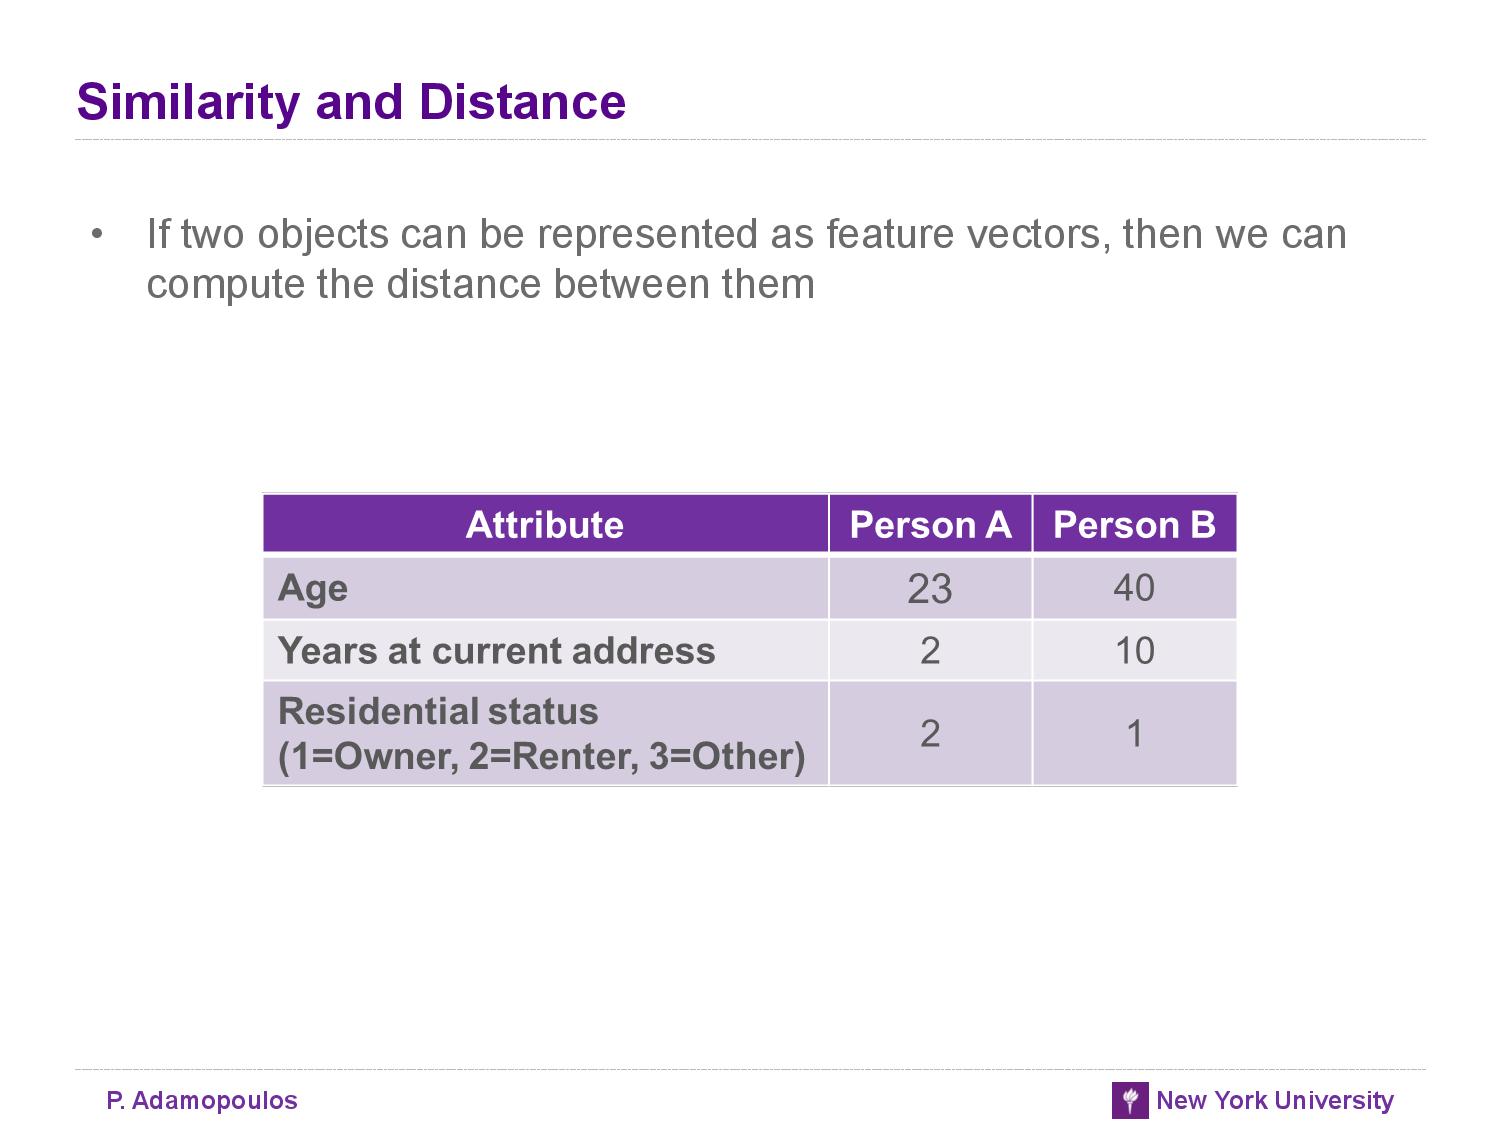 Similarity and Distance
• If two objects can be represented as feature vectors, then we can
compute the distance between them
Attribute Person A Person B
Age 23 40
Years at current address 2 10
Residential status
(1=Owner, 2=Renter, 3=Other) 2 1
P. Adamopoulos New York University